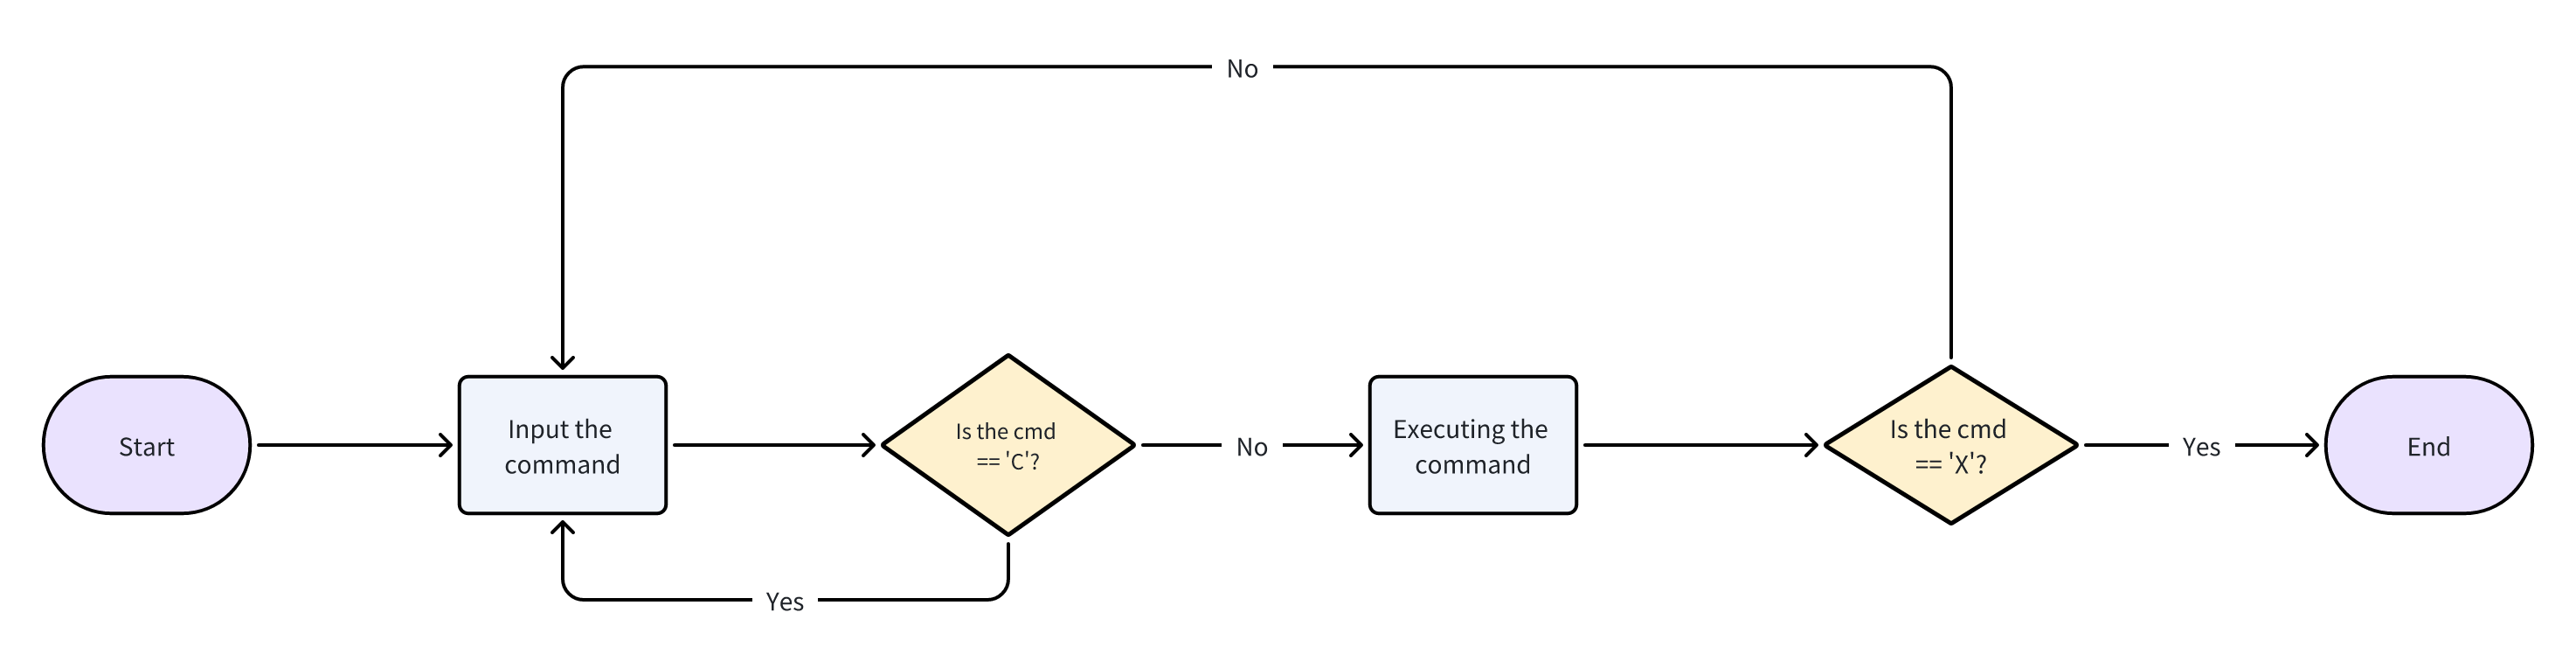 No
Start
Input the
command
Is the cmd
== 'C'?
No
Executing the
command
Is the cmd
== 'X'?
Yes
End
Yes